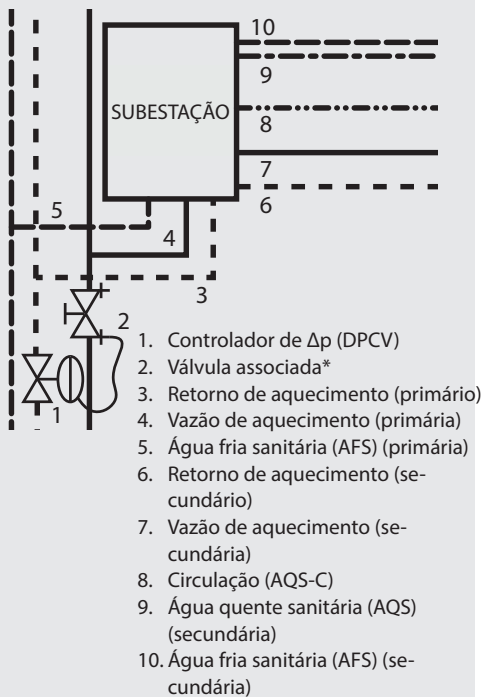 10
9
SUBESTAÇÃO
8
7
5
6
4
3
2
1
1. Controlador de Δp (DPCV)
2. Válvula associada*
3. Retorno de aquecimento (primário)
4. Vazão de aquecimento (primária)
5. Água fria sanitária (AFS) (primária)
6. Retorno de aquecimento (se-
cundário)
7. Vazão de aquecimento (se-
cundária)
8. Circulação (AQS-C)
9. Água quente sanitária (AQS)
(secundária)
10. Água fria sanitária (AFS) (se-
cundária)